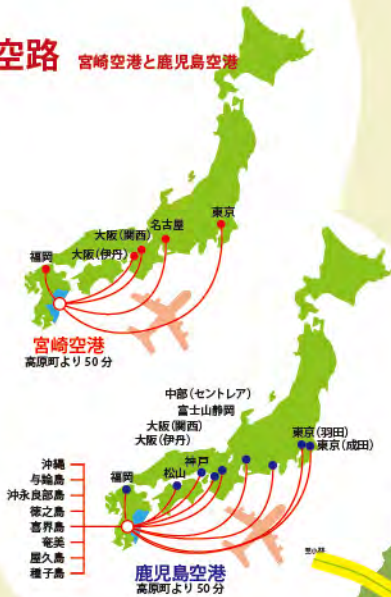 空路 宮崎空港と鹿児島空港
東京
名古屋
大阪(関西)
福岡
大阪(伊丹)
宮崎空港
高原町より50分
中部(セントレア)
富士山静岡
大阪(関西)
大阪(伊丹)
東京(羽田)
東京(成田)
神戸
松山
福岡
沖縄
与論島
沖永良部島
徳之島
喜界島
奄美
屋久島
種子島
鹿児島空港
高原町より50分